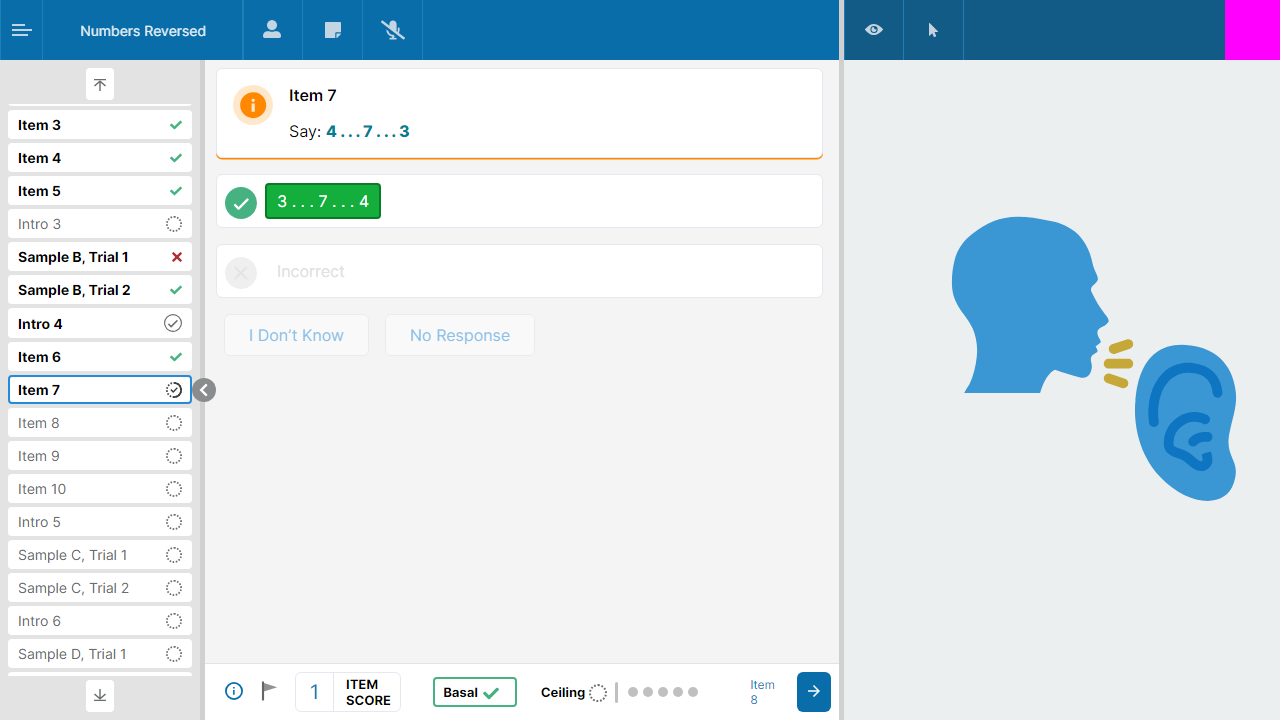 Numbers Reversed
Item 3
Item 4
Item 5
Intro 3
Sample B, Trial 1
Sample B, Trial 2
Intro 4
Item 6
Item 7
Item 8
Item 9
Item 10
Intro 5
Sample C, Trial 1
Sample C, Trial 2
Intro 6
Sample D, Trial 1
Item 7
Say: 4 . . . 7 . . . 3
3 . . . 7 . . . 4
Incorrect
I Don't Know
No Response
1
ITEM
SCORE
Basal
Ceiling
Item
8